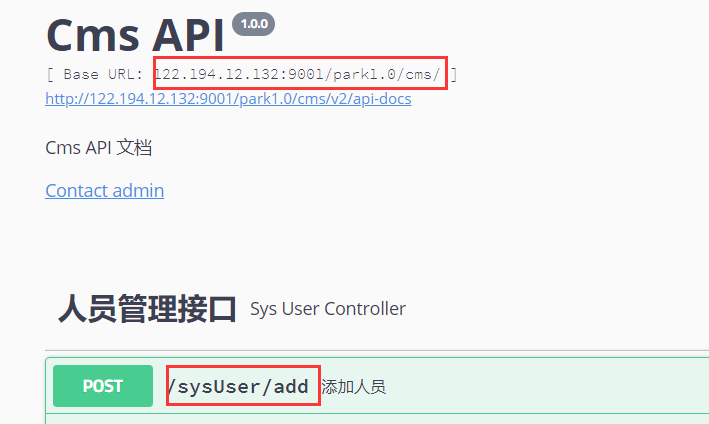 Cms API 1.0.0
[ Base URL: 122.194.12.132:9001/park1.0/cms/ ]
http://122.194.12.132:9001/park1.0/cms/v2/api-docs
Cms API 文档
Contact admin
人员管理接口 Sys User Controller
POST /sysUser/add 添加人员